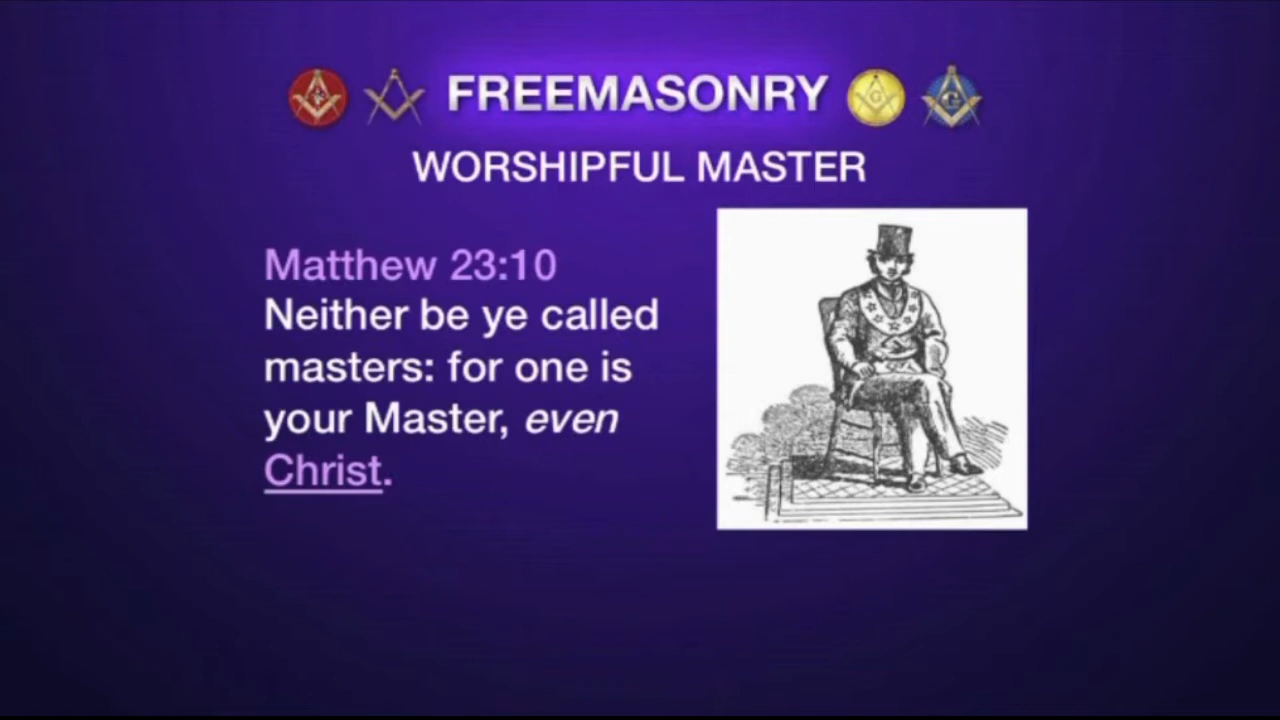 FREEMASONRY
WORSHIPFUL MASTER
Matthew 23:10
Neither be ye called
masters: for one is
your Master, even
Christ.